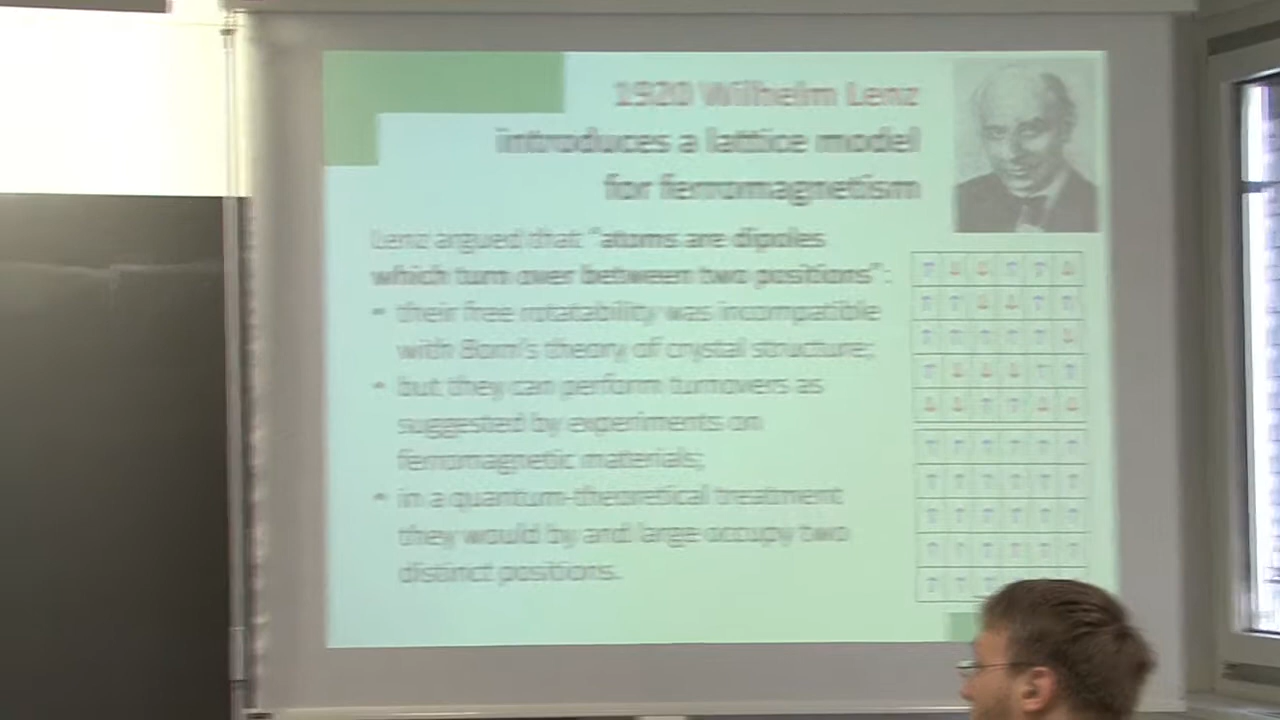 1920 Wilhelm Lenz
introduces a lattice model
for ferromagnetism
Lenz argued that "atoms are dipoles
which turn over between two positions":
• their free rotatability was incompatible
with Born's theory of crystal structure;
• but they can perform turnovers as
suggested by experiments on
ferromagnetic materials;
• in a quantum-theoretical treatment
they would by and large occupy two
distinct positions.